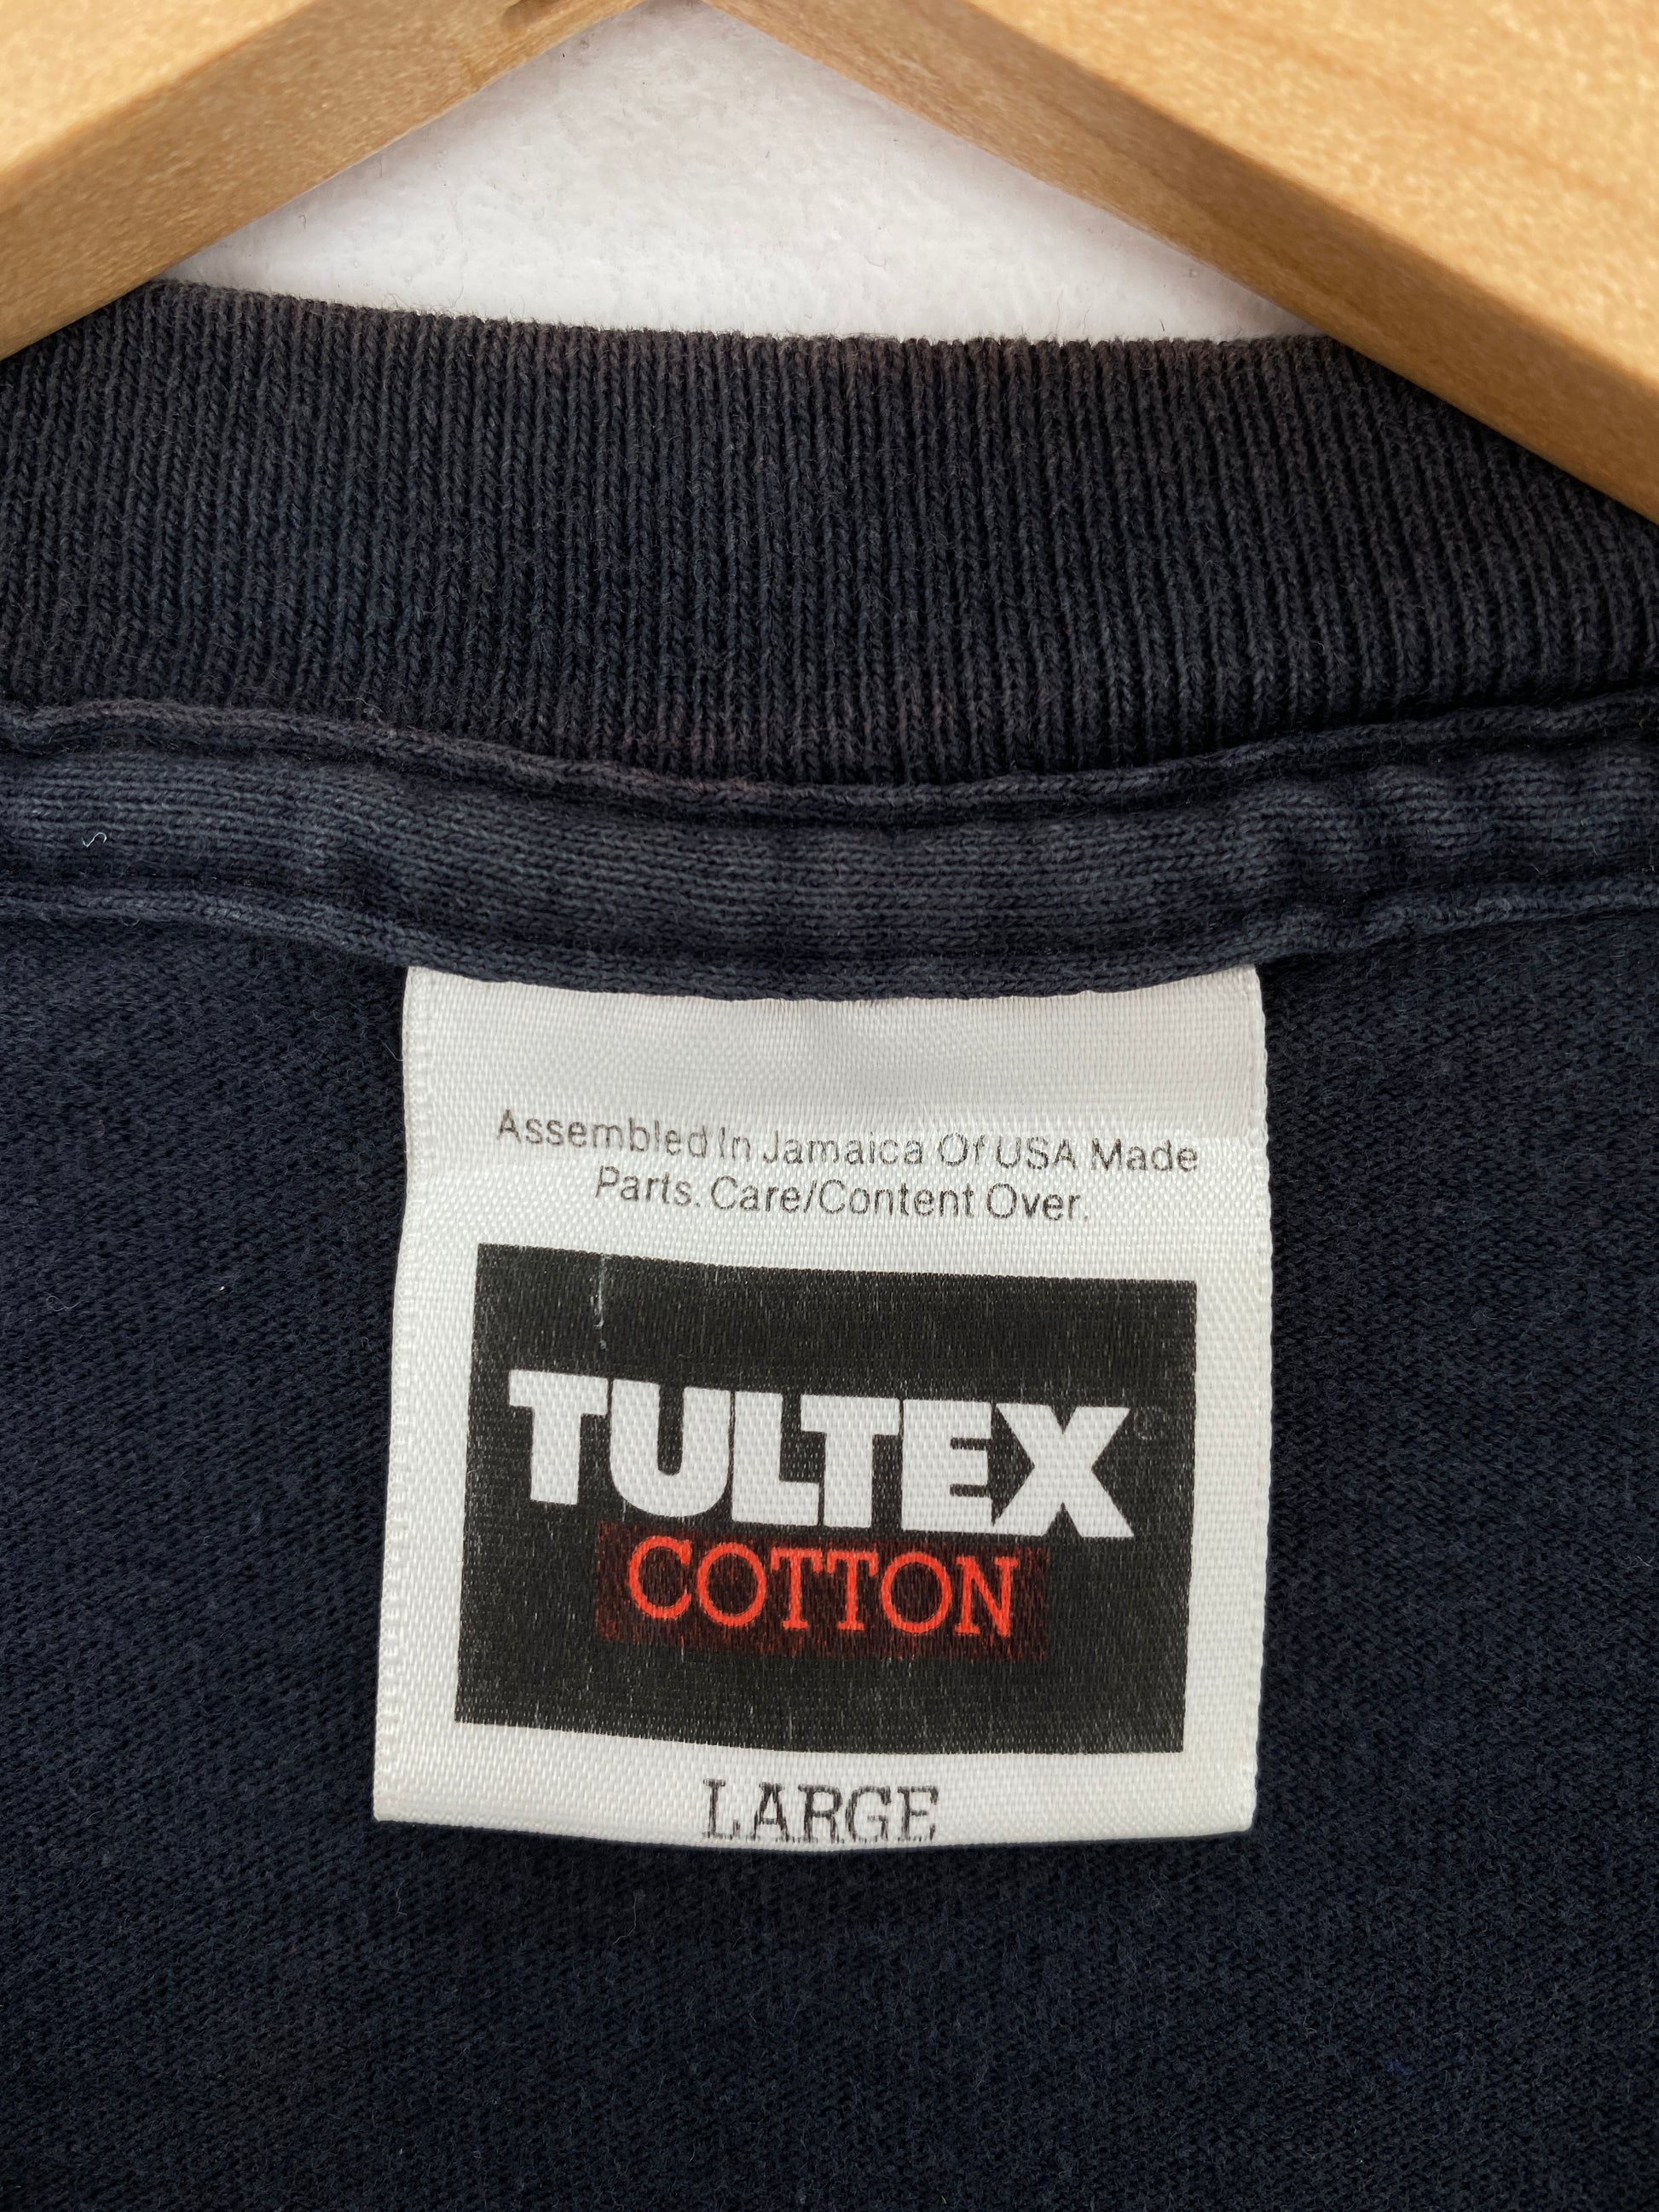 Assembled In Jamaica Of USA Made
Parts. Care/Content Over.
TULTEX®
COTTON
LARGE